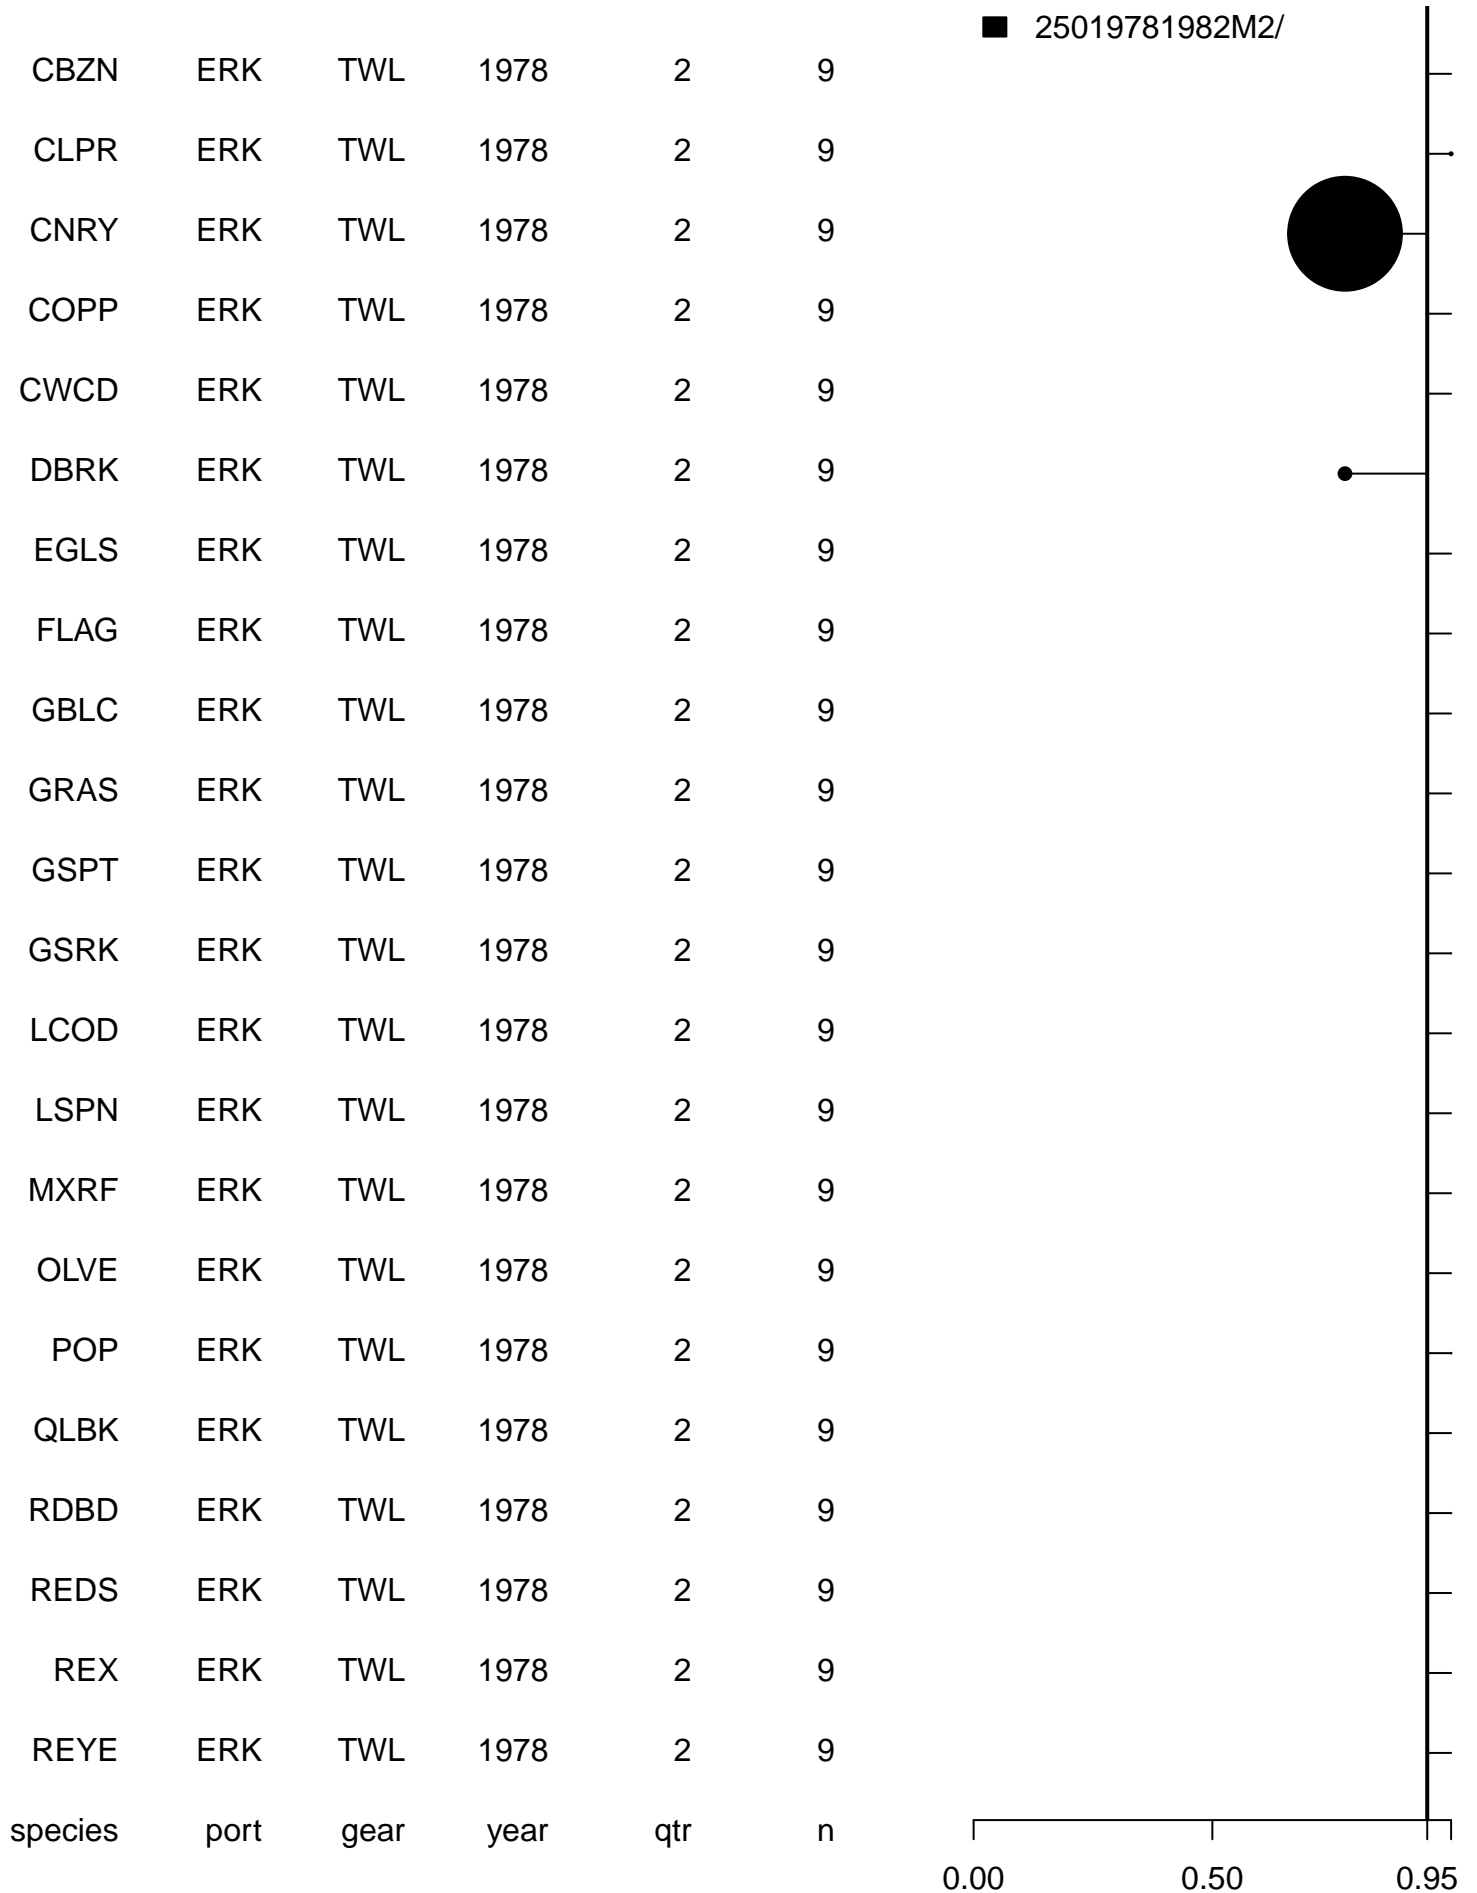 25019781982M2/
CBZN ERK TWL 1978 2 9
CLPR ERK TWL 1978 2 9
CNRY ERK TWL 1978 2 9
COPP ERK TWL 1978 2 9
CWCD ERK TWL 1978 2 9
DBRK ERK TWL 1978 2 9
EGLS ERK TWL 1978 2 9
FLAG ERK TWL 1978 2 9
GBLC ERK TWL 1978 2 9
GRAS ERK TWL 1978 2 9
GSPT ERK TWL 1978 2 9
GSRK ERK TWL 1978 2 9
LCOD ERK TWL 1978 2 9
LSPN ERK TWL 1978 2 9
MXRF ERK TWL 1978 2 9
OLVE ERK TWL 1978 2 9
POP ERK TWL 1978 2 9
QLBK ERK TWL 1978 2 9
RDBD ERK TWL 1978 2 9
REDS ERK TWL 1978 2 9
REX ERK TWL 1978 2 9
REYE ERK TWL 1978 2 9
species port gear year qtr n
0.00 0.50 0.95